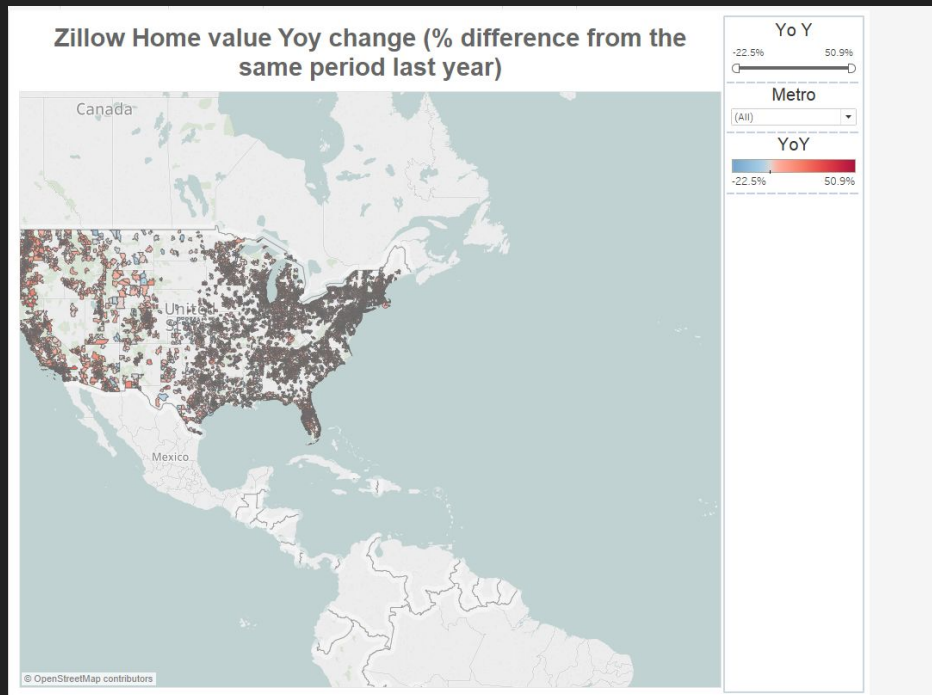 Zillow Home value Yoy change (% difference from the
same period last year)
Yo Y
-22.5% 50.9%
Metro
(All)
YoY
-22.5% 50.9%
Canada
United
Mexico
© OpenStreetMap contributors